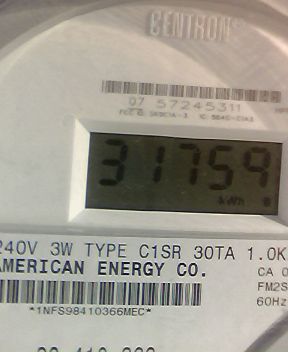 CENTRON®
07 57245311
31759
kWh
240V 3W TYPE C1SR 30TA 1.0K
AMERICAN ENERGY CO.
CA 0
FM2S
60Hz
*1NFS98410366MEC*